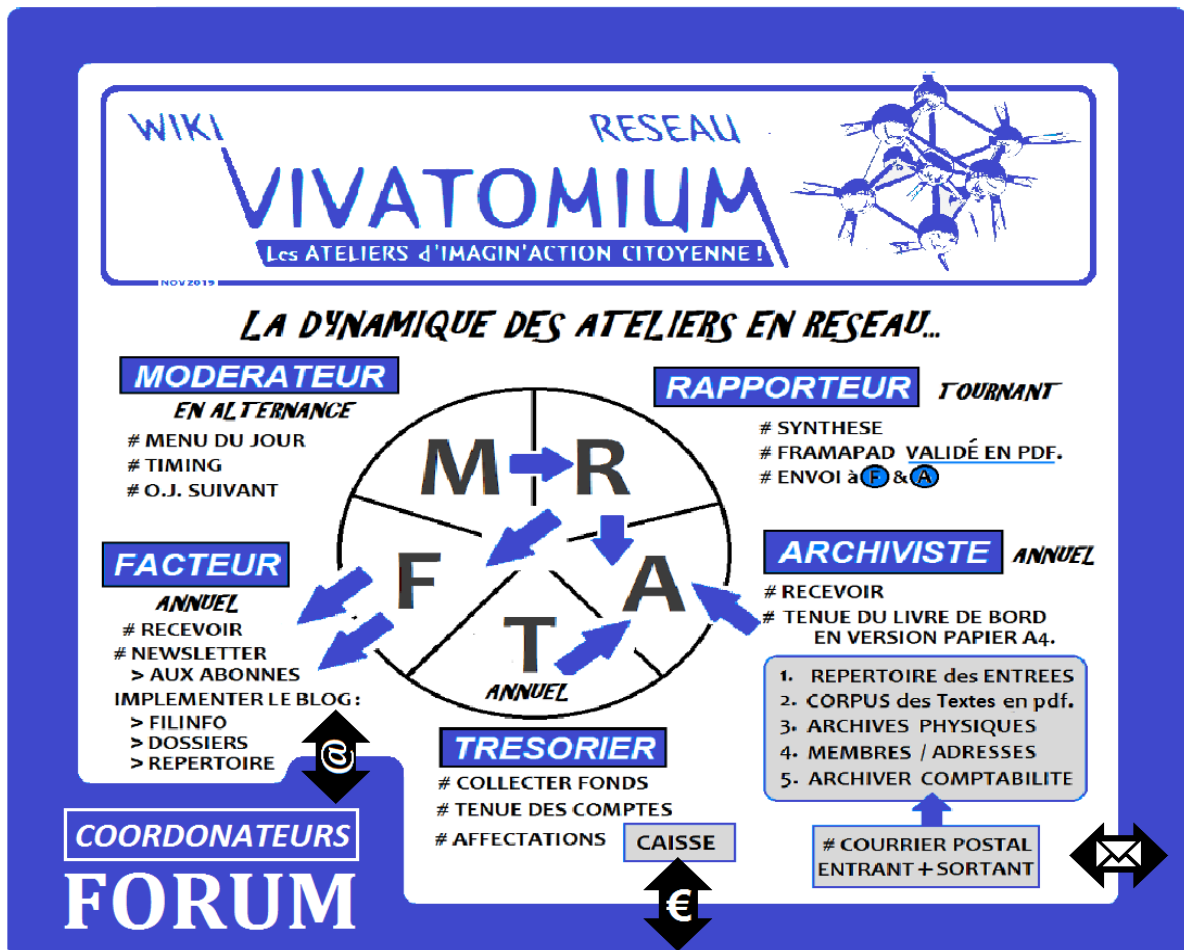 WIKI
RESEAU
VIVATOMIUM
Les ATELIERS d'IMAGIN'ACTION CITOYENNE !
NOV2019
LA DYNAMIQUE DES ATELIERS EN RESEAU...
MODERATEUR
EN ALTERNANCE
# MENU DU JOUR
# TIMING
# O.J. SUIVANT
RAPPORTEUR TOURNANT
# SYNTHESE
# FRAMAPAD VALIDÉ EN PDF.
# ENVOI à F & A
M R
F A
T
ANNUEL
FACTEUR
ANNUEL
# RECEVOIR
# NEWSLETTER
> AUX ABONNES
IMPLEMENTER LE BLOG :
> FILINFO
> DOSSIERS
> REPERTOIRE
@
ARCHIVISTE ANNUEL
# RECEVOIR
# TENUE DU LIVRE DE BORD
EN VERSION PAPIER A4.
1. REPERTOIRE des ENTREES
2. CORPUS des Textes en pdf.
3. ARCHIVES PHYSIQUES
4. MEMBRES / ADRESSES
5. ARCHIVER COMPTABILITE
# COURRIER POSTAL
ENTRANT + SORTANT
TRESORIER
# COLLECTER FONDS
# TENUE DES COMPTES
# AFFECTATIONS CAISSE
€
COORDONATEURS
FORUM